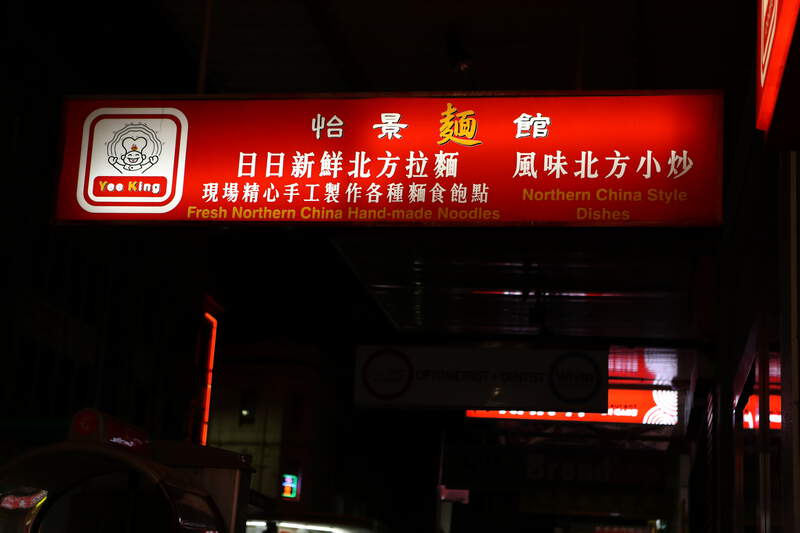 怡景麵館
Yee King
日日新鮮北方拉麵 風味北方小炒
現場精心手工製作各種麵食飽點
Northern China Style
Fresh Northern China Hand-made Noodles
Dishes
OPTOMETRIST • DENTIST